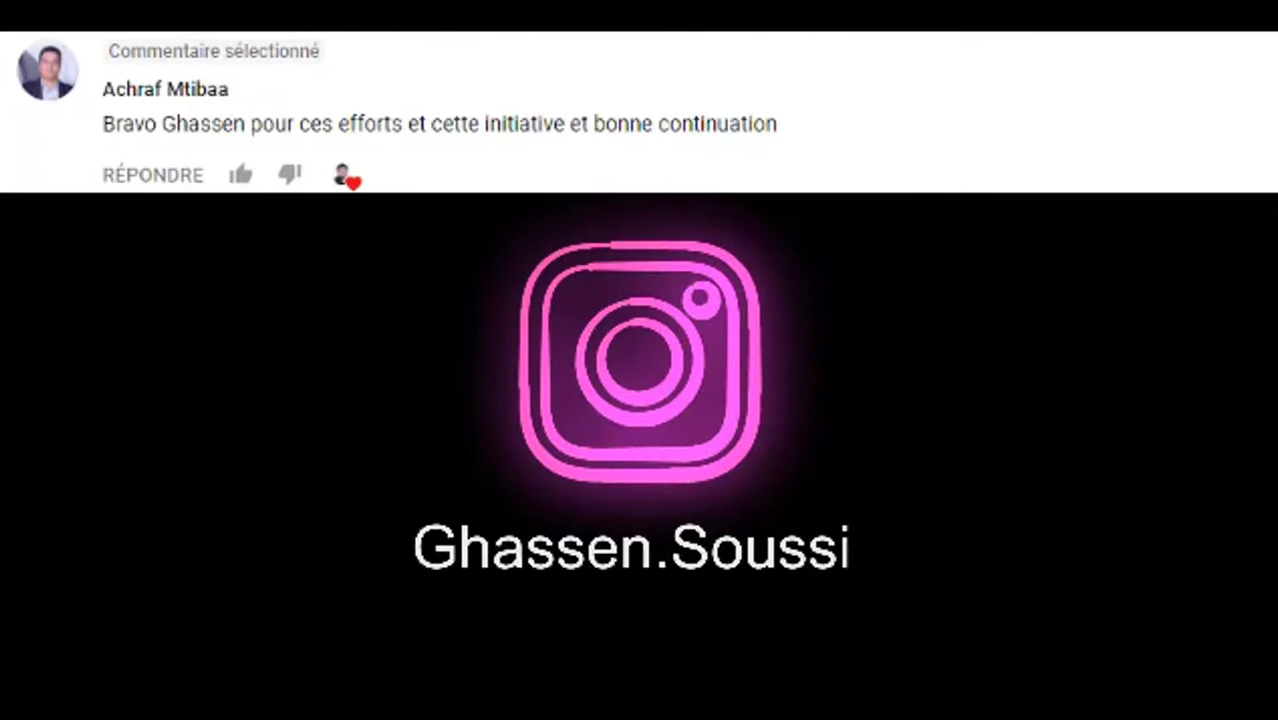 Commentaire sélectionné
Achraf Mtibaa
Bravo Ghassen pour ces efforts et cette initiative et bonne continuation
RÉPONDRE
Ghassen.Soussi